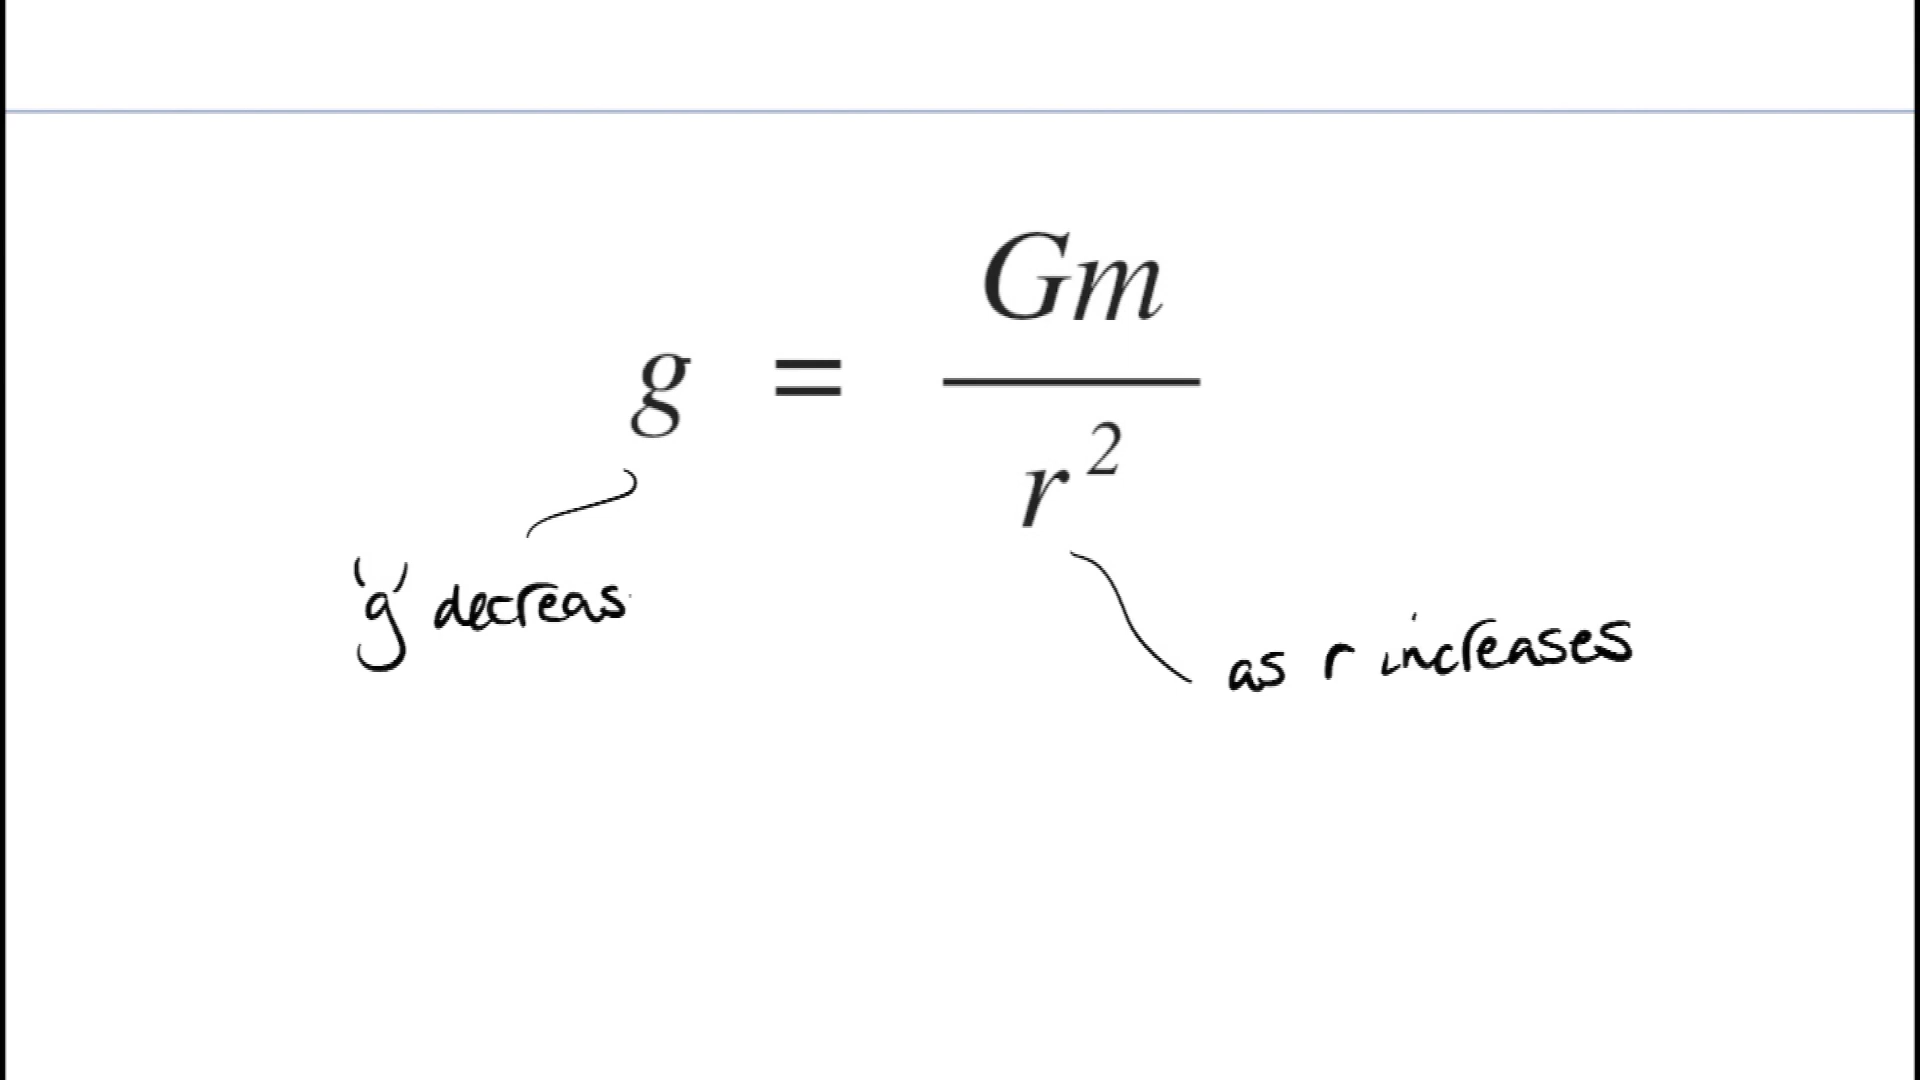 g = Gm / r²
'g' decreas
as r increases